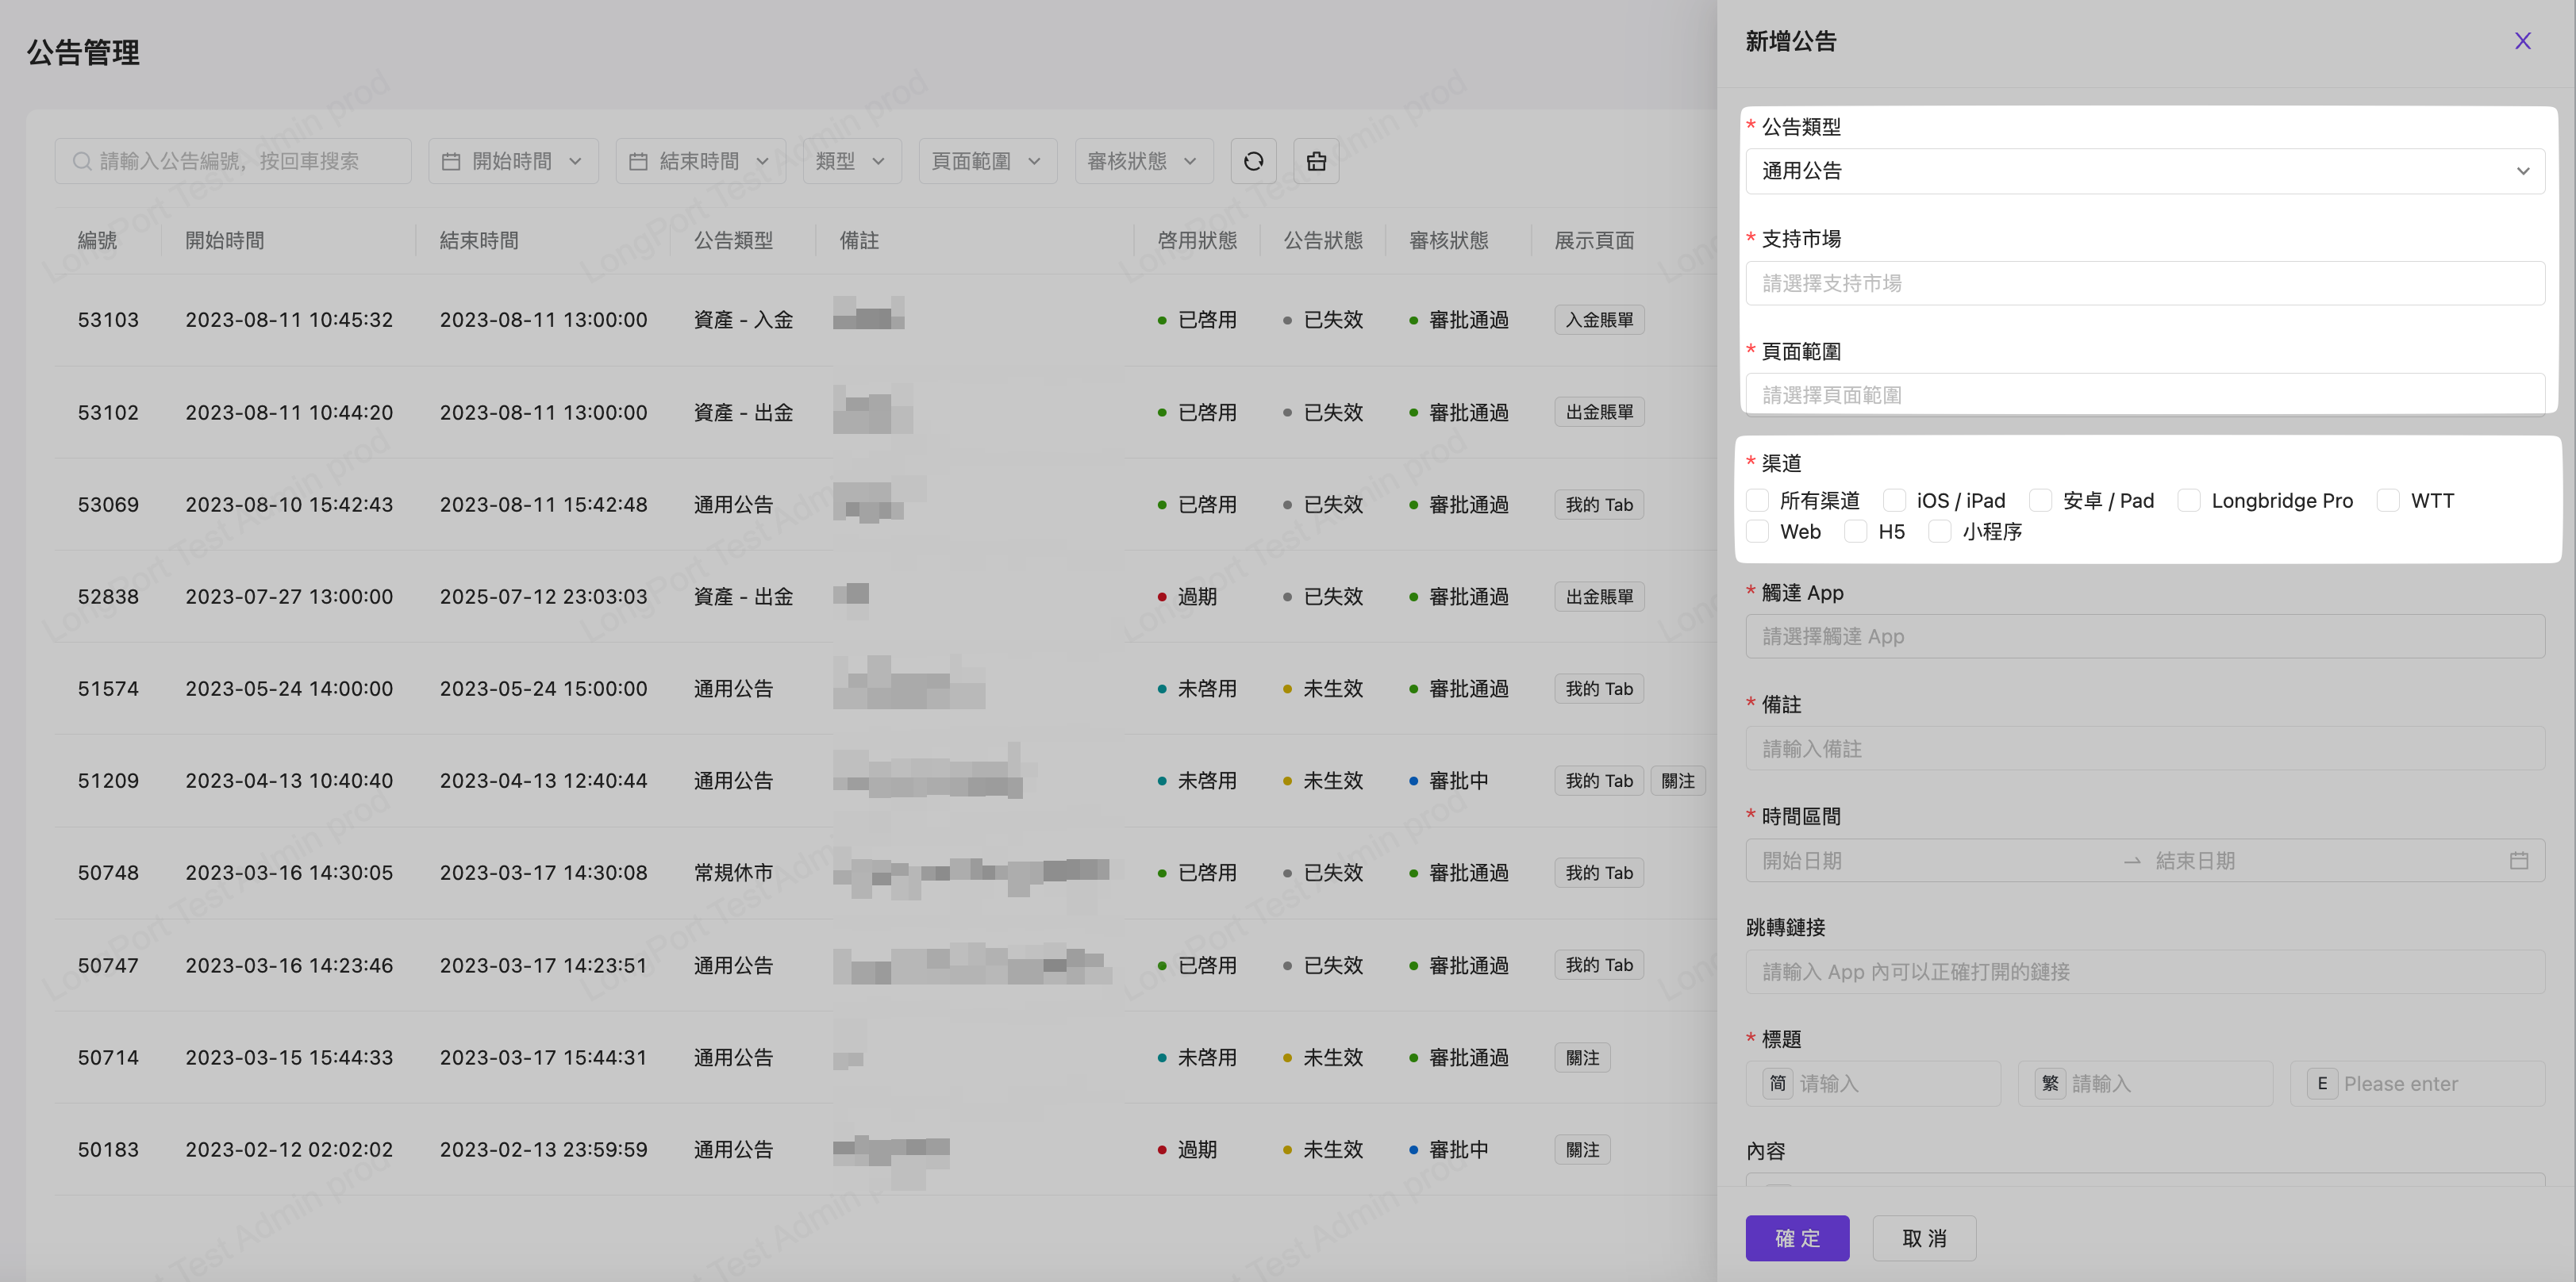 公告管理
請輸入公告編號，按回車搜索 開始時間 結束時間 類型 頁面範圍 審核狀態
編號 開始時間 結束時間 公告類型 備註 啓用狀態 公告狀態 審核狀態 展示頁面
53103 2023-08-11 10:45:32 2023-08-11 13:00:00 資產 - 入金 已啓用 已失效 審批通過 入金賬單
53102 2023-08-11 10:44:20 2023-08-11 13:00:00 資產 - 出金 已啓用 已失效 審批通過 出金賬單
53069 2023-08-10 15:42:43 2023-08-11 15:42:48 通用公告 已啓用 已失效 審批通過 我的 Tab
52838 2023-07-27 13:00:00 2025-07-12 23:03:03 資產 - 出金 過期 已失效 審批通過 出金賬單
51574 2023-05-24 14:00:00 2023-05-24 15:00:00 通用公告 未啓用 未生效 審批通過 我的 Tab
51209 2023-04-13 10:40:40 2023-04-13 12:40:44 通用公告 未啓用 未生效 審批中 我的 Tab 關注
50748 2023-03-16 14:30:05 2023-03-17 14:30:08 常規休市 已啓用 已失效 審批通過 我的 Tab
50747 2023-03-16 14:23:46 2023-03-17 14:23:51 通用公告 已啓用 已失效 審批通過 我的 Tab
50714 2023-03-15 15:44:33 2023-03-17 15:44:31 通用公告 未啓用 未生效 審批通過 關注
50183 2023-02-12 02:02:02 2023-02-13 23:59:59 通用公告 過期 未生效 審批中 關注
LongPort Test Admin prod
新增公告
* 公告類型
通用公告
* 支持市場
請選擇支持市場
* 頁面範圍
請選擇頁面範圍
* 渠道
所有渠道 iOS / iPad 安卓 / Pad Longbridge Pro WTT
Web H5 小程序
* 觸達 App
請選擇觸達 App
* 備註
請輸入備註
* 時間區間
開始日期 → 結束日期
跳轉鏈接
請輸入 App 內可以正確打開的鏈接
* 標題
简 请输入 繁 請輸入 E Please enter
內容
確 定 取 消